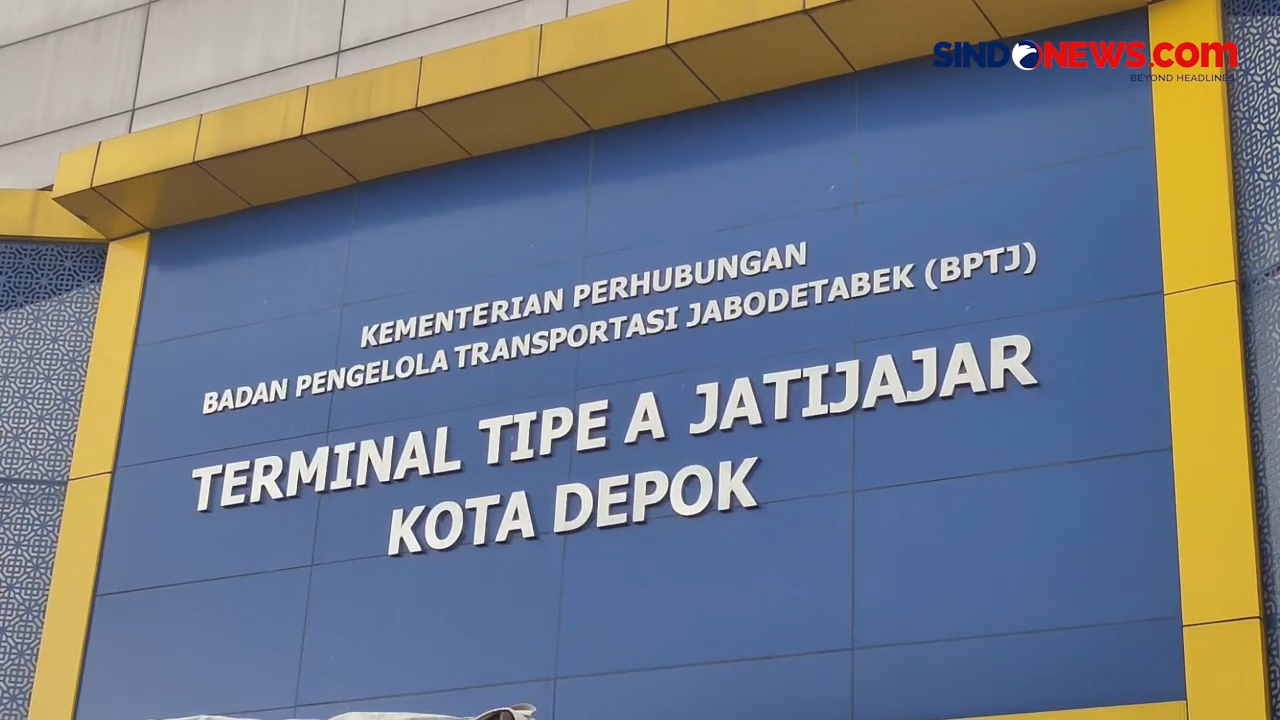 SINDONEWS.com
BEYOND HEADLINES
KEMENTERIAN PERHUBUNGAN
BADAN PENGELOLA TRANSPORTASI JABODETABEK (BPTJ)
TERMINAL TIPE A JATIJAJAR
KOTA DEPOK